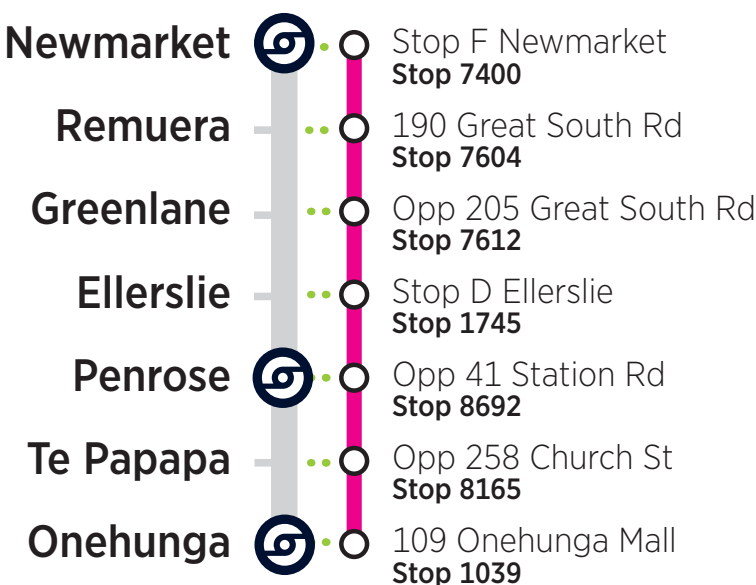 Newmarket
Stop F Newmarket
Stop 7400
Remuera
190 Great South Rd
Stop 7604
Greenlane
Opp 205 Great South Rd
Stop 7612
Ellerslie
Stop D Ellerslie
Stop 1745
Penrose
Opp 41 Station Rd
Stop 8692
Te Papapa
Opp 258 Church St
Stop 8165
Onehunga
109 Onehunga Mall
Stop 1039